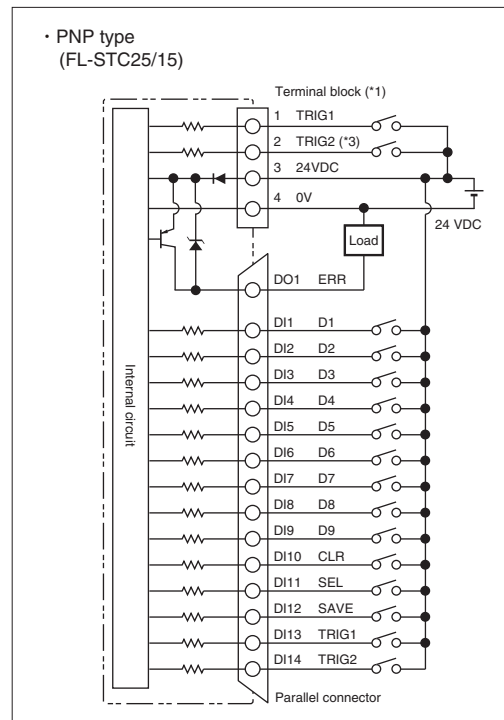 ・PNP type
(FL-STC25/15)
Terminal block (*1)
1 TRIG1
2 TRIG2 (*3)
3 24VDC
4 0V
24 VDC
Load
DO1 ERR
Internal circuit
DI1 D1
DI2 D2
DI3 D3
DI4 D4
DI5 D5
DI6 D6
DI7 D7
DI8 D8
DI9 D9
DI10 CLR
DI11 SEL
DI12 SAVE
DI13 TRIG1
DI14 TRIG2
Parallel connector